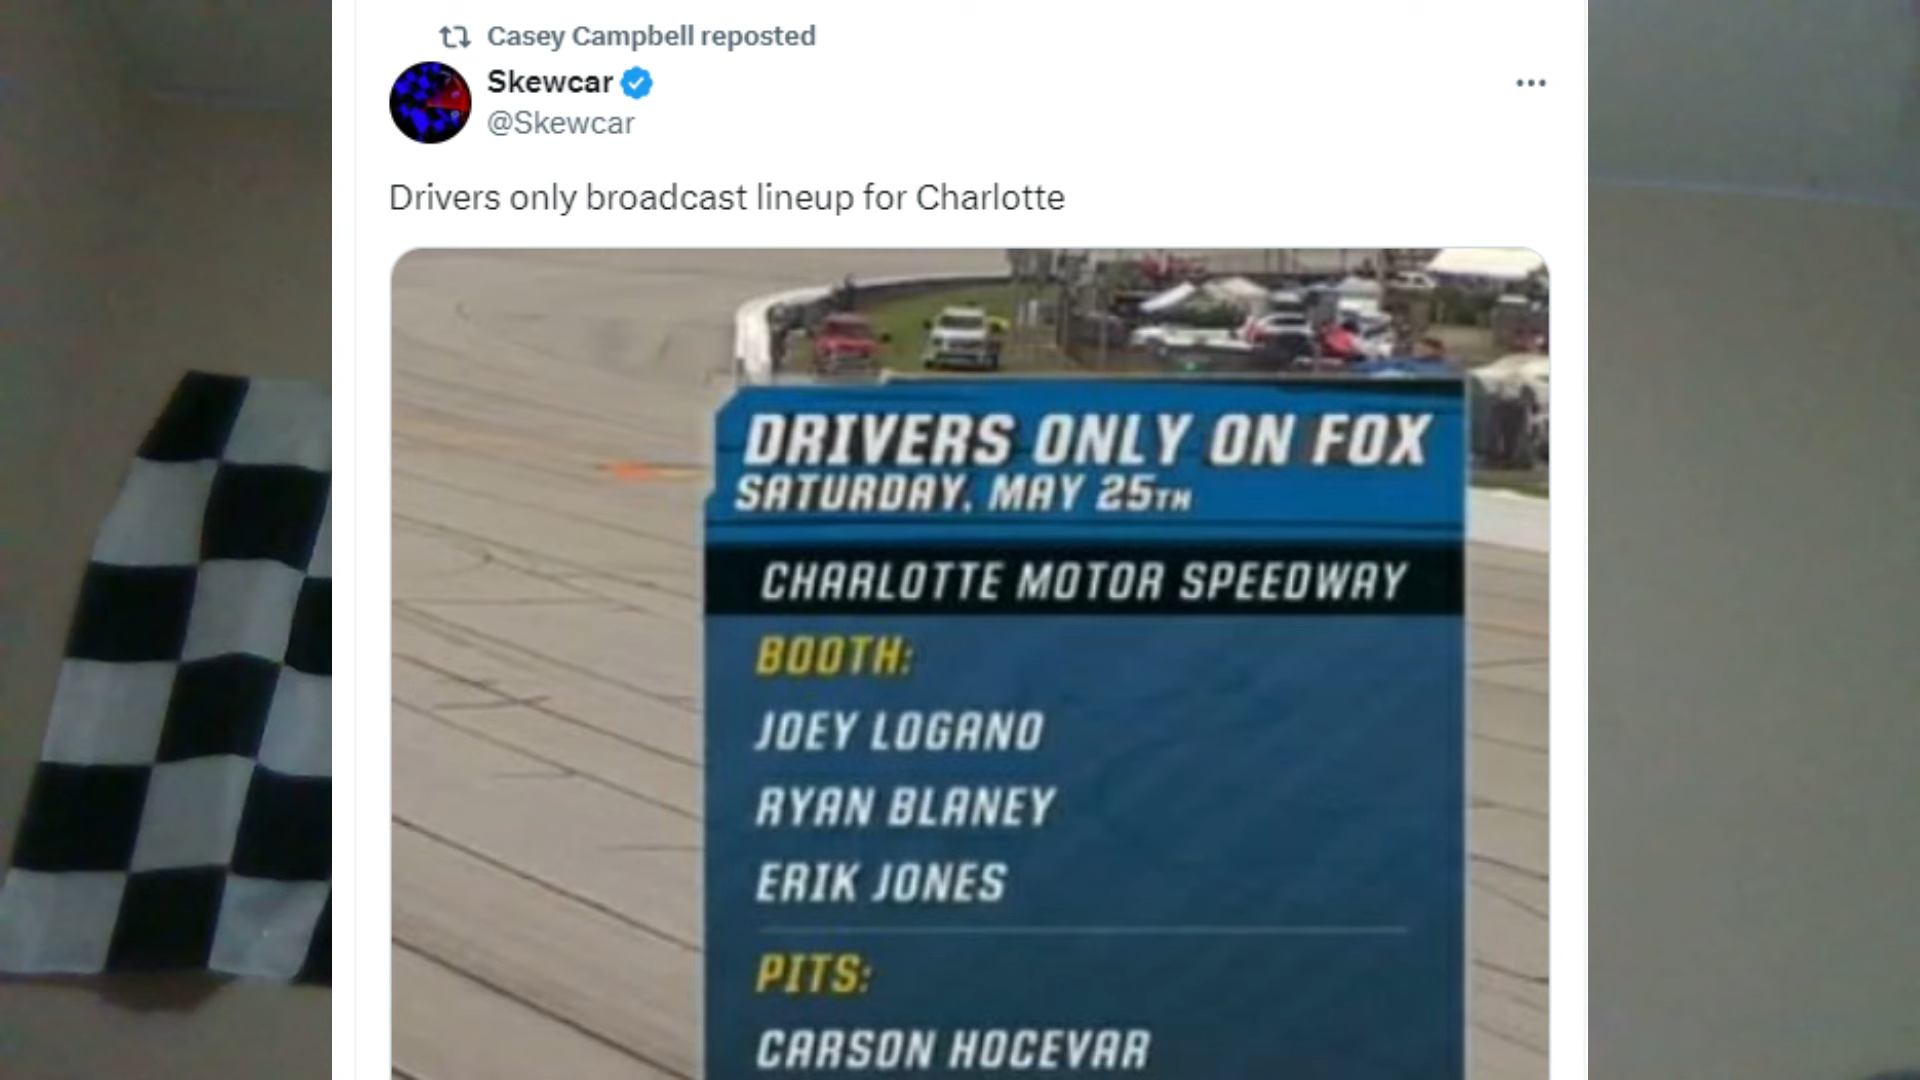 Casey Campbell reposted
Skewcar
@Skewcar
Drivers only broadcast lineup for Charlotte
DRIVERS ONLY ON FOX
SATURDAY, MAY 25TH
CHARLOTTE MOTOR SPEEDWAY
BOOTH:
JOEY LOGANO
RYAN BLANEY
ERIK JONES
PITS:
CARSON HOCEVAR